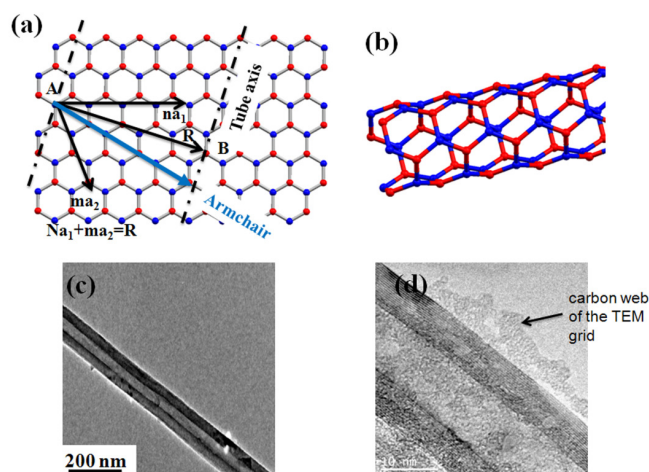 (a)
A
na₁
R
B
Tube axis
ma₂
Armchair
Na₁+ma₂=R
(b)
(c)
200 nm
(d)
carbon web
of the TEM
grid
10 nm